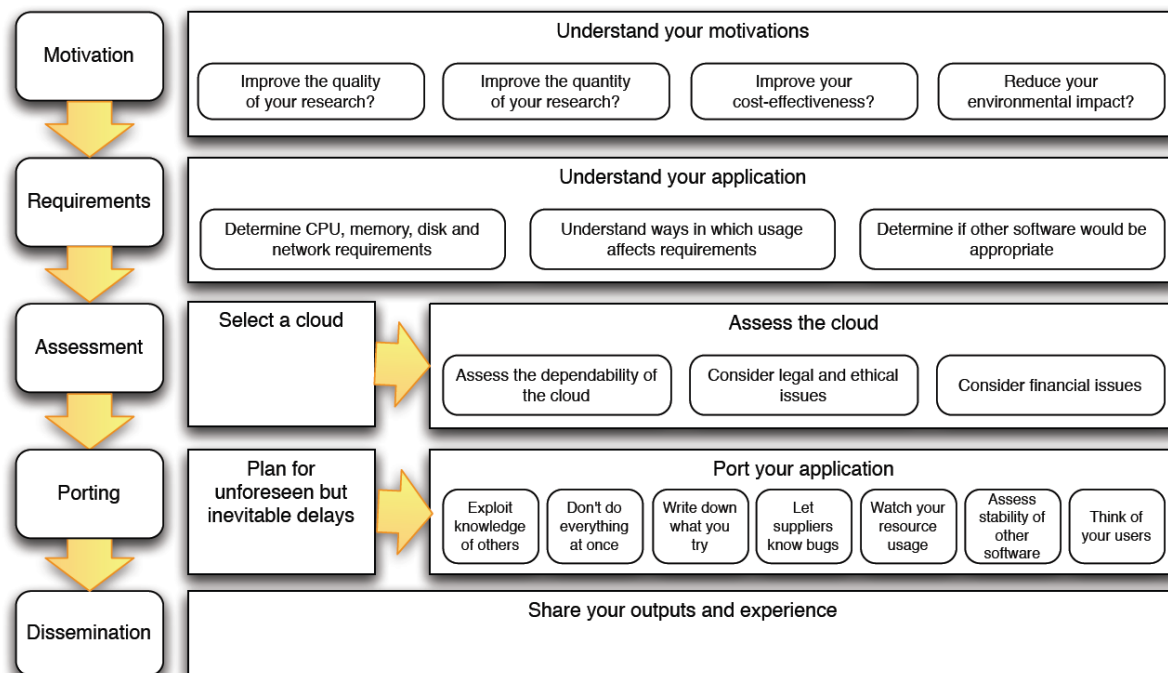 Motivation
Understand your motivations
Improve the quality
of your research?
Improve the quantity
of your research?
Improve your
cost-effectiveness?
Reduce your
environmental impact?
Requirements
Understand your application
Determine CPU, memory, disk and
network requirements
Understand ways in which usage
affects requirements
Determine if other software would be
appropriate
Assessment
Select a cloud
Assess the cloud
Assess the dependability of
the cloud
Consider legal and ethical
issues
Consider financial issues
Porting
Plan for
unforeseen but
inevitable delays
Port your application
Exploit
knowledge
of others
Don't do
everything
at once
Write down
what you
try
Let
suppliers
know bugs
Watch your
resource
usage
Assess
stability of
other
software
Think of
your users
Dissemination
Share your outputs and experience